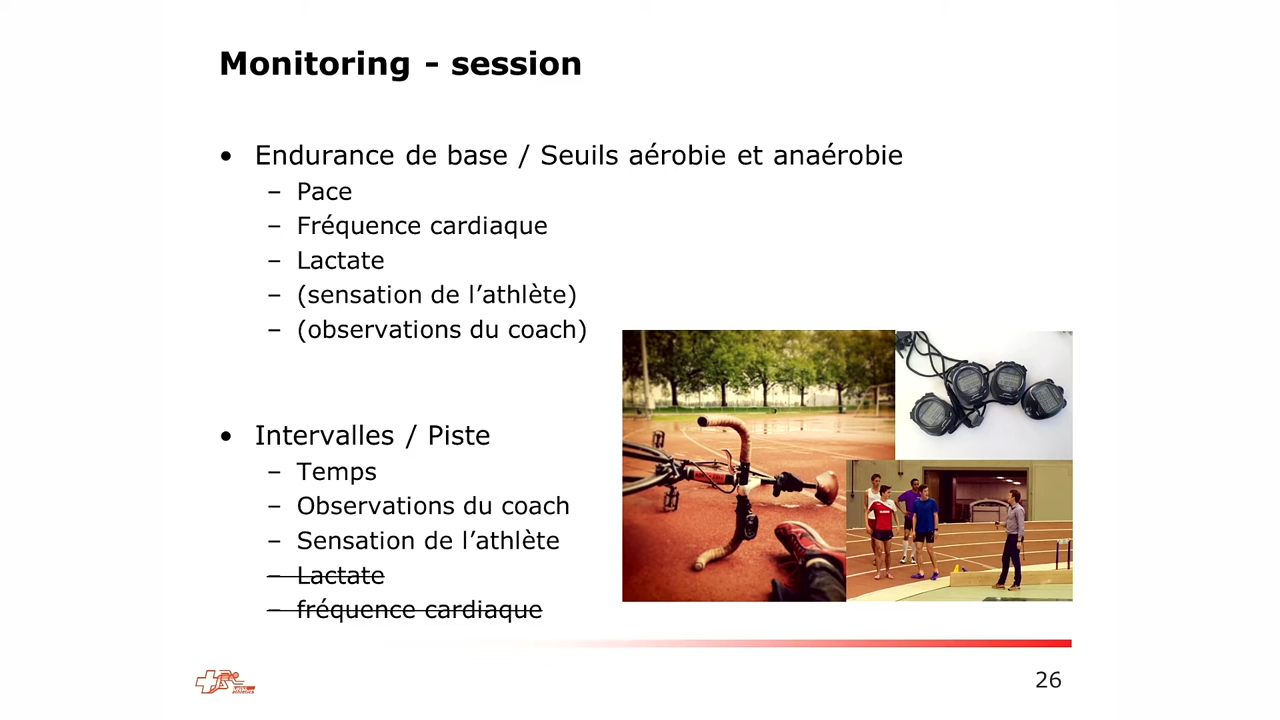 Monitoring - session
• Endurance de base / Seuils aérobie et anaérobie
– Pace
– Fréquence cardiaque
– Lactate
– (sensation de l’athlète)
– (observations du coach)
• Intervalles / Piste
– Temps
– Observations du coach
– Sensation de l’athlète
– Lactate
– fréquence cardiaque
26